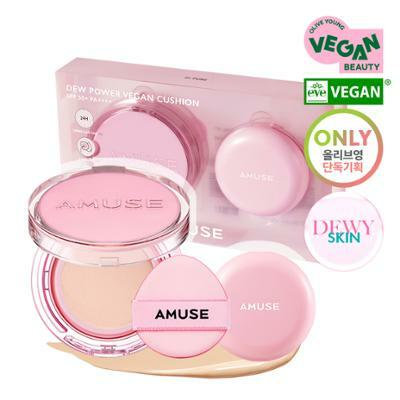 OLIVE YOUNG
VEGAN
BEAUTY
eve
VEGAN
ONLY
올리브영
단독기획
DEWY
SKIN
DEW POWER VEGAN CUSHION
SPF 50+ PA++++
24H
AMUSE
AMUSE
AMUSE
AMUSE
AMUSE